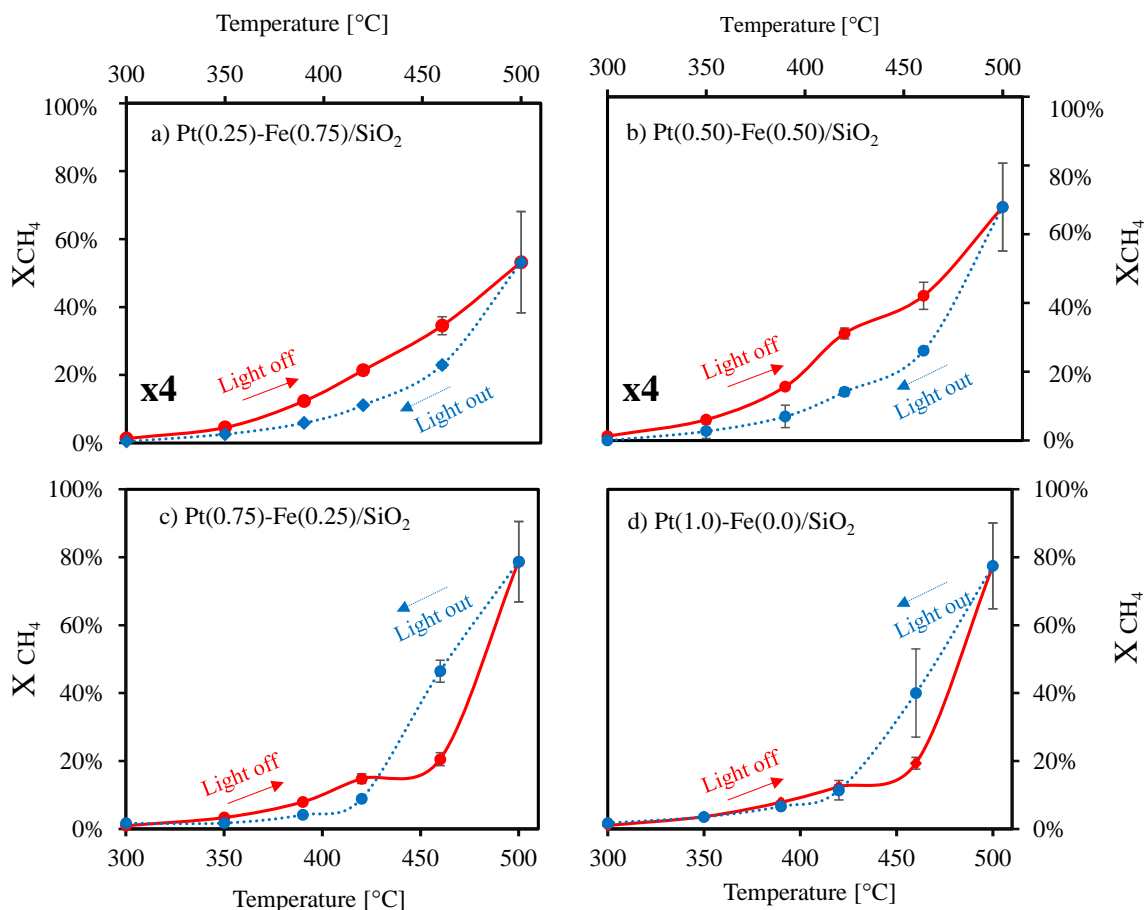 Temperature [°C]
300 350 400 450 500
100%
80%
60%
40%
20%
0%
XCH4
a) Pt(0.25)-Fe(0.75)/SiO2
Light off
Light out
x4
Temperature [°C]
300 350 400 450 500
100%
80%
60%
40%
20%
0%
XCH4
b) Pt(0.50)-Fe(0.50)/SiO2
Light off
Light out
x4
100%
80%
60%
40%
20%
0%
X CH4
c) Pt(0.75)-Fe(0.25)/SiO2
Light out
Light off
300 350 400 450 500
Temperature [°C]
d) Pt(1.0)-Fe(0.0)/SiO2
Light out
Light off
100%
80%
60%
40%
20%
0%
X CH4
300 350 400 450 500
Temperature [°C]